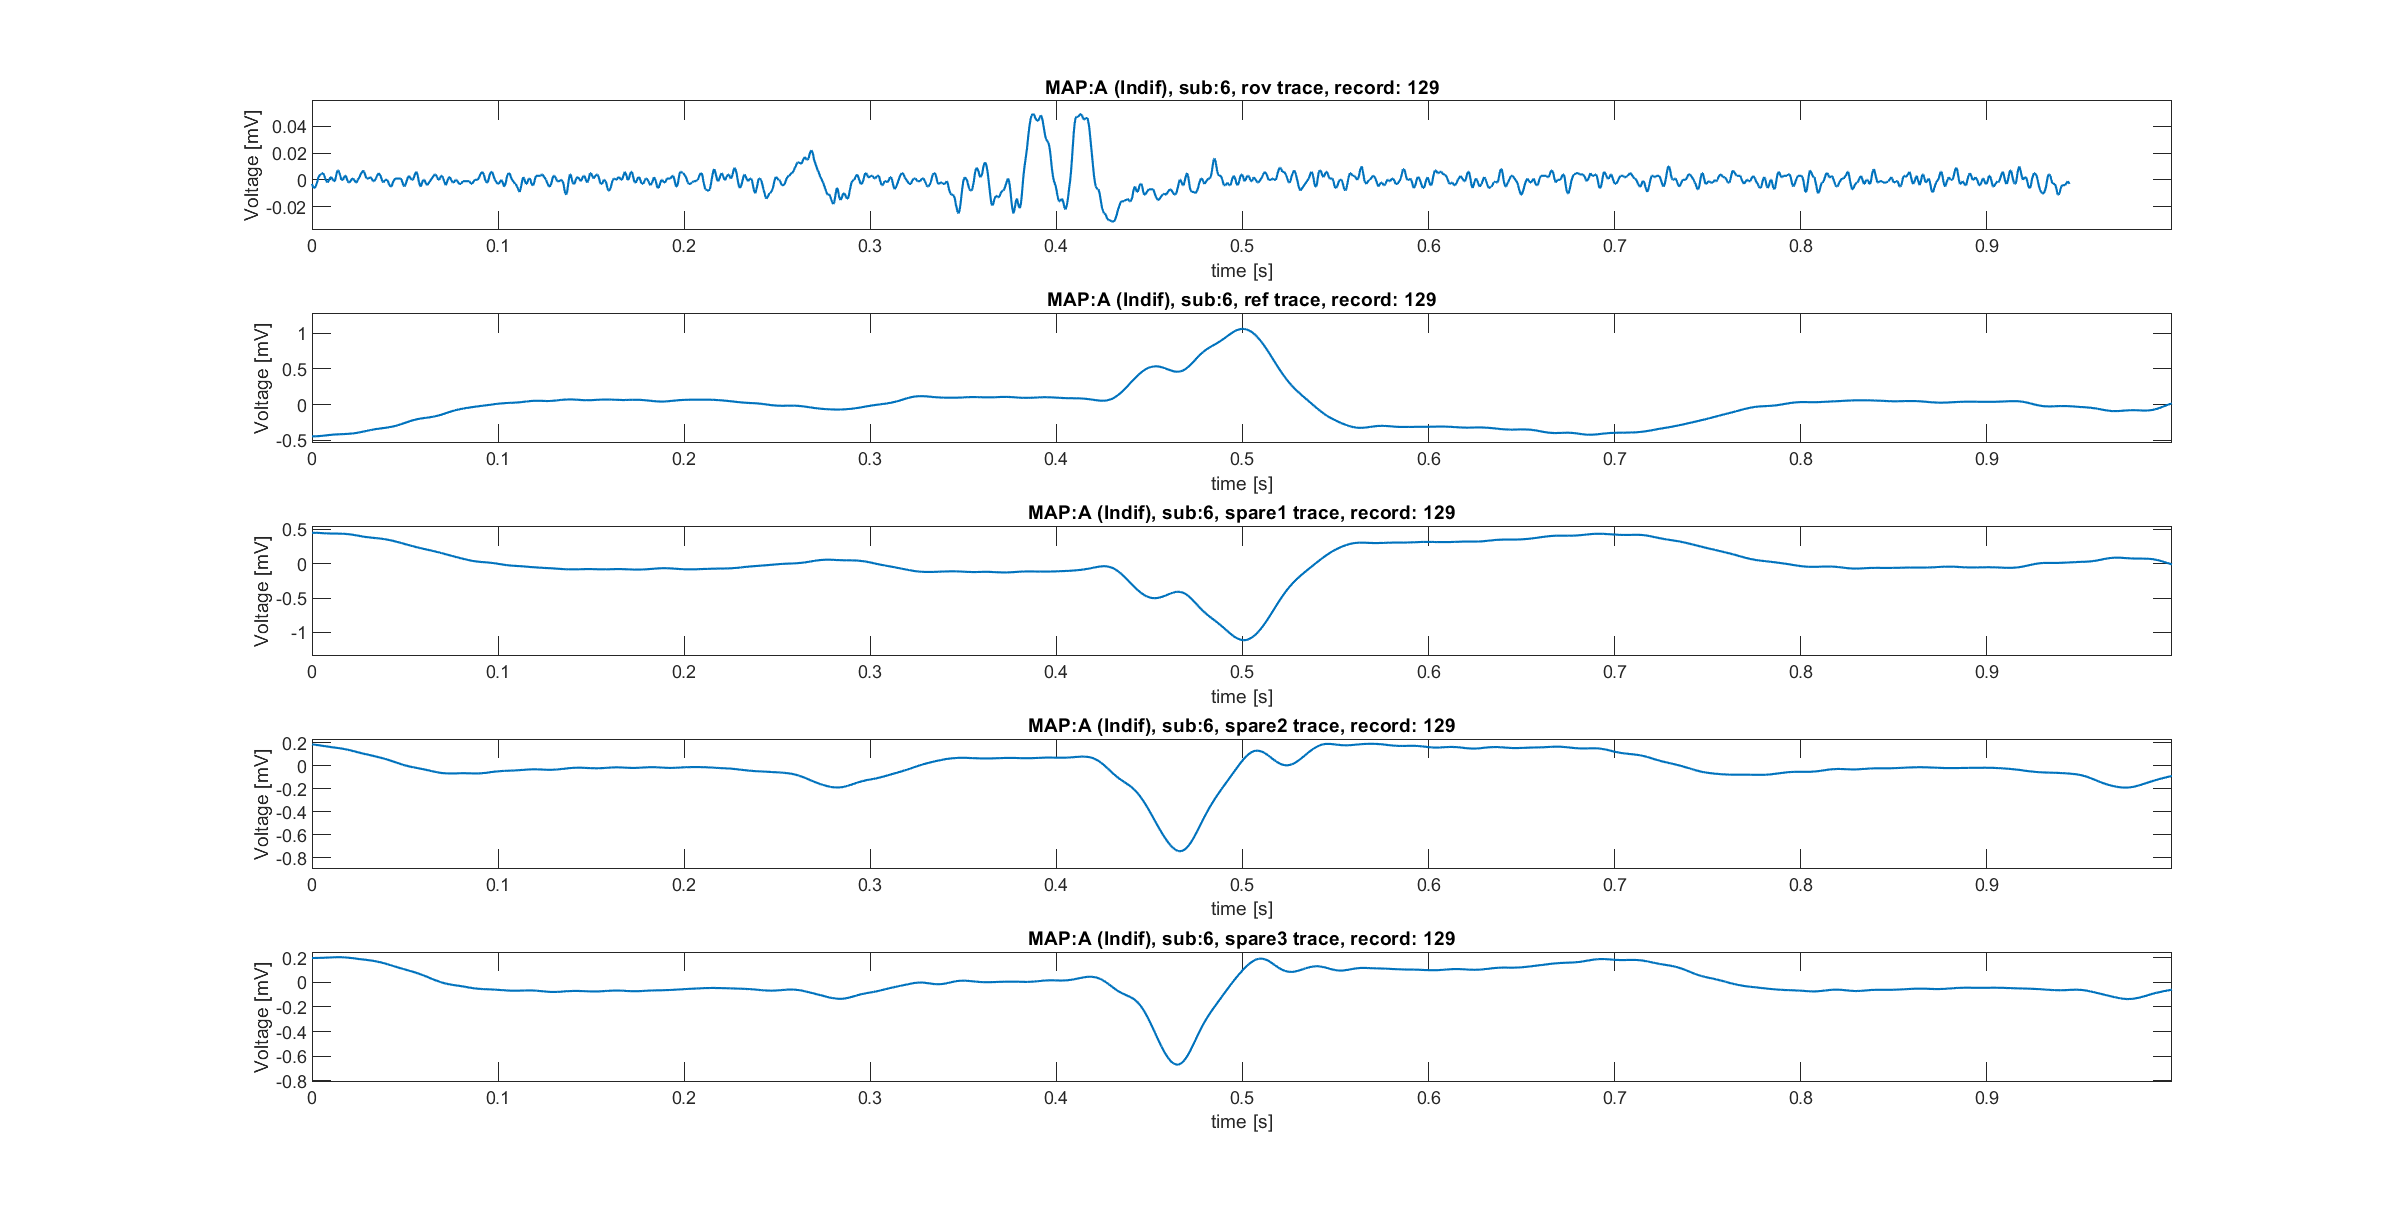 MAP:A (Indif), sub:6, rov trace, record: 129
Voltage [mV]
0.04
0.02
0
-0.02
0 0.1 0.2 0.3 0.4 0.5 0.6 0.7 0.8 0.9
time [s]
MAP:A (Indif), sub:6, ref trace, record: 129
Voltage [mV]
1
0.5
0
-0.5
0 0.1 0.2 0.3 0.4 0.5 0.6 0.7 0.8 0.9
time [s]
MAP:A (Indif), sub:6, spare1 trace, record: 129
Voltage [mV]
0.5
0
-0.5
-1
0 0.1 0.2 0.3 0.4 0.5 0.6 0.7 0.8 0.9
time [s]
MAP:A (Indif), sub:6, spare2 trace, record: 129
Voltage [mV]
0.2
0
-0.2
-0.4
-0.6
-0.8
0 0.1 0.2 0.3 0.4 0.5 0.6 0.7 0.8 0.9
time [s]
MAP:A (Indif), sub:6, spare3 trace, record: 129
Voltage [mV]
0.2
0
-0.2
-0.4
-0.6
-0.8
0 0.1 0.2 0.3 0.4 0.5 0.6 0.7 0.8 0.9
time [s]